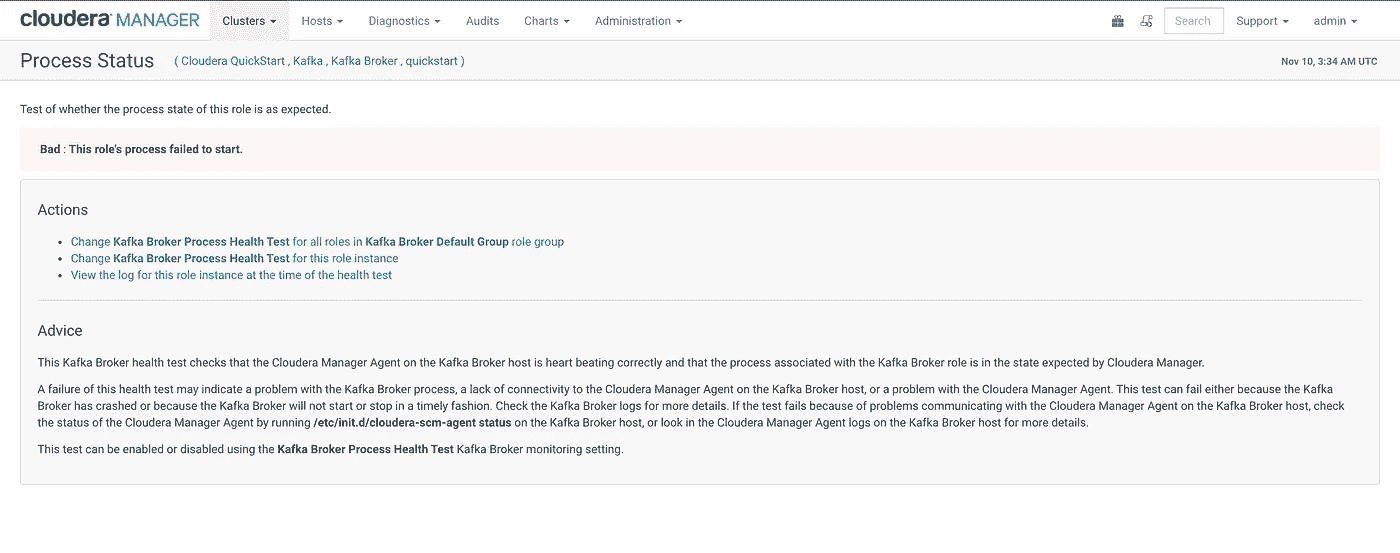 cloudera MANAGER Clusters Hosts Diagnostics Audits Charts Administration Search Support admin
Process Status ( Cloudera QuickStart , Kafka , Kafka Broker , quickstart ) Nov 10, 3:34 AM UTC
Test of whether the process state of this role is as expected.
Bad : This role's process failed to start.
Actions
• Change Kafka Broker Process Health Test for all roles in Kafka Broker Default Group role group
• Change Kafka Broker Process Health Test for this role instance
• View the log for this role instance at the time of the health test
Advice
This Kafka Broker health test checks that the Cloudera Manager Agent on the Kafka Broker host is heart beating correctly and that the process associated with the Kafka Broker role is in the state expected by Cloudera Manager.
A failure of this health test may indicate a problem with the Kafka Broker process, a lack of connectivity to the Cloudera Manager Agent on the Kafka Broker host, or a problem with the Cloudera Manager Agent. This test can fail either because the Kafka
Broker has crashed or because the Kafka Broker will not start or stop in a timely fashion. Check the Kafka Broker logs for more details. If the test fails because of problems communicating with the Cloudera Manager Agent on the Kafka Broker host, check
the status of the Cloudera Manager Agent by running /etc/init.d/cloudera-scm-agent status on the Kafka Broker host, or look in the Cloudera Manager Agent logs on the Kafka Broker host for more details.
This test can be enabled or disabled using the Kafka Broker Process Health Test Kafka Broker monitoring setting.